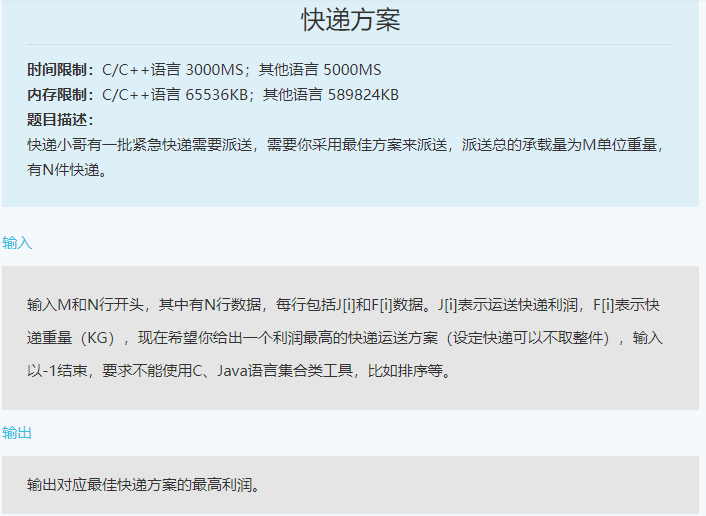 快递方案
时间限制：C/C++语言 3000MS；其他语言 5000MS
内存限制：C/C++语言 65536KB；其他语言 589824KB
题目描述：
快递小哥有一批紧急快递需要派送，需要你采用最佳方案来派送，派送总的承载量为M单位重量，
有N件快递。
输入
输入M和N行开头，其中有N行数据，每行包括J[i]和F[i]数据。J[i]表示运送快递利润，F[i]表示快
递重量（KG），现在希望你给出一个利润最高的快递运送方案（设定快递可以不取整件），输入
以-1结束，要求不能使用C、Java语言集合类工具，比如排序等。
输出
输出对应最佳快递方案的最高利润。